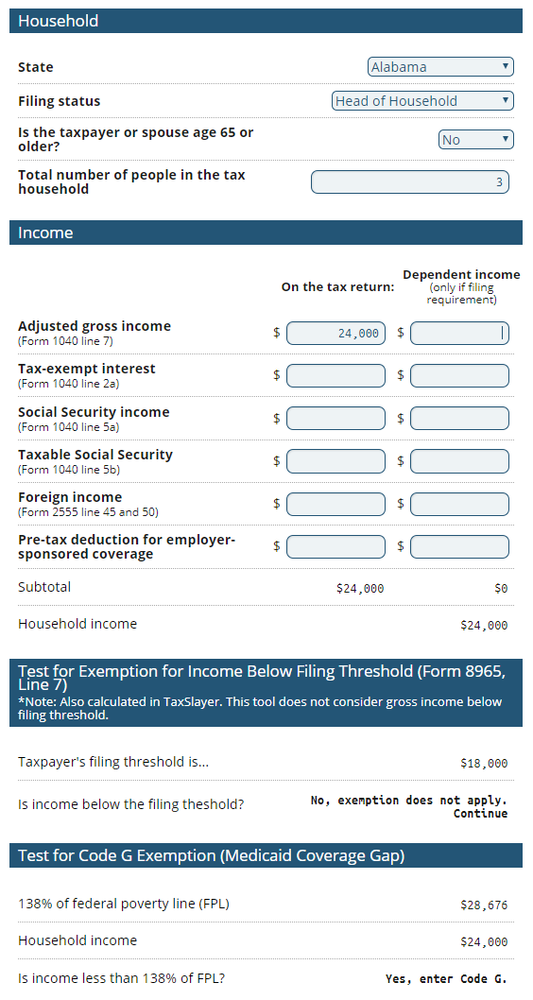 Household
State
Alabama
Filing status
Head of Household
Is the taxpayer or spouse age 65 or
older?
No
Total number of people in the tax
household
3
Income
On the tax return:
Dependent income
(only if filing
requirement)
Adjusted gross income
(Form 1040 line 7)
$ 24,000 $
Tax-exempt interest
(Form 1040 line 2a)
$ $
Social Security income
(Form 1040 line 5a)
$ $
Taxable Social Security
(Form 1040 line 5b)
$ $
Foreign income
(Form 2555 line 45 and 50)
$ $
Pre-tax deduction for employer-
sponsored coverage
$ $
Subtotal $24,000 $0
Household income $24,000
Test for Exemption for Income Below Filing Threshold (Form 8965,
Line 7)
*Note: Also calculated in TaxSlayer. This tool does not consider gross income below
filing threshold.
Taxpayer's filing threshold is... $18,000
Is income below the filing theshold?
No, exemption does not apply.
Continue
Test for Code G Exemption (Medicaid Coverage Gap)
138% of federal poverty line (FPL) $28,676
Household income $24,000
Is income less than 138% of FPL? Yes, enter Code G.